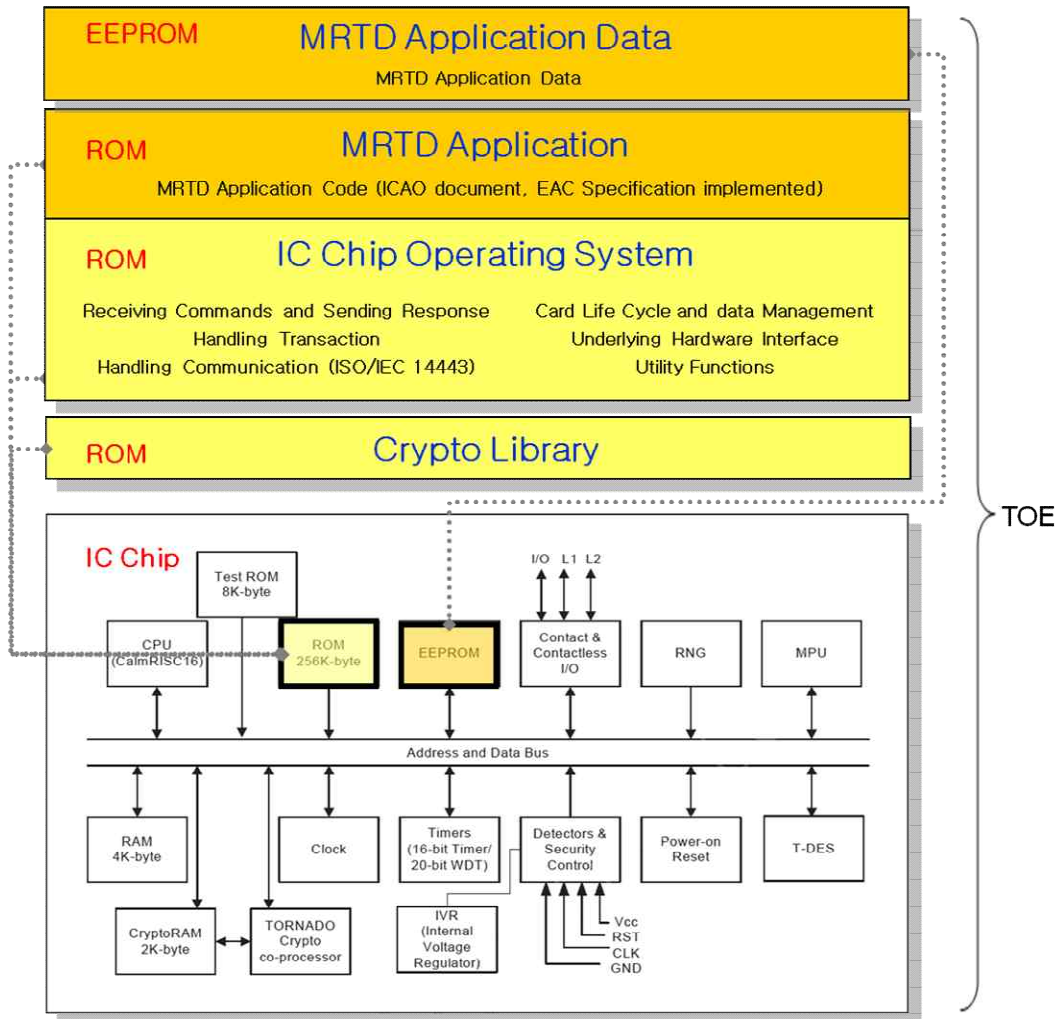 EEPROM
MRTD Application Data
MRTD Application Data
ROM
MRTD Application
MRTD Application Code (ICAO document, EAC Specification implemented)
ROM
IC Chip Operating System
Receiving Commands and Sending Response
Card Life Cycle and data Management
Handling Transaction
Underlying Hardware Interface
Handling Communication (ISO/IEC 14443)
Utility Functions
ROM
Crypto Library
TOE
IC Chip
Test ROM
8K-byte
I/O L1 L2
CPU
(CalmRISC16)
ROM
256K-byte
EEPROM
Contact &
Contactless
I/O
RNG
MPU
Address and Data Bus
RAM
4K-byte
Clock
Timers
(16-bit Timer/
20-bit WDT)
Detectors &
Security
Control
Power-on
Reset
T-DES
CryptoRAM
2K-byte
TORNADO
Crypto
co-processor
IVR
(Internal
Voltage
Regulator)
Vcc
RST
CLK
GND